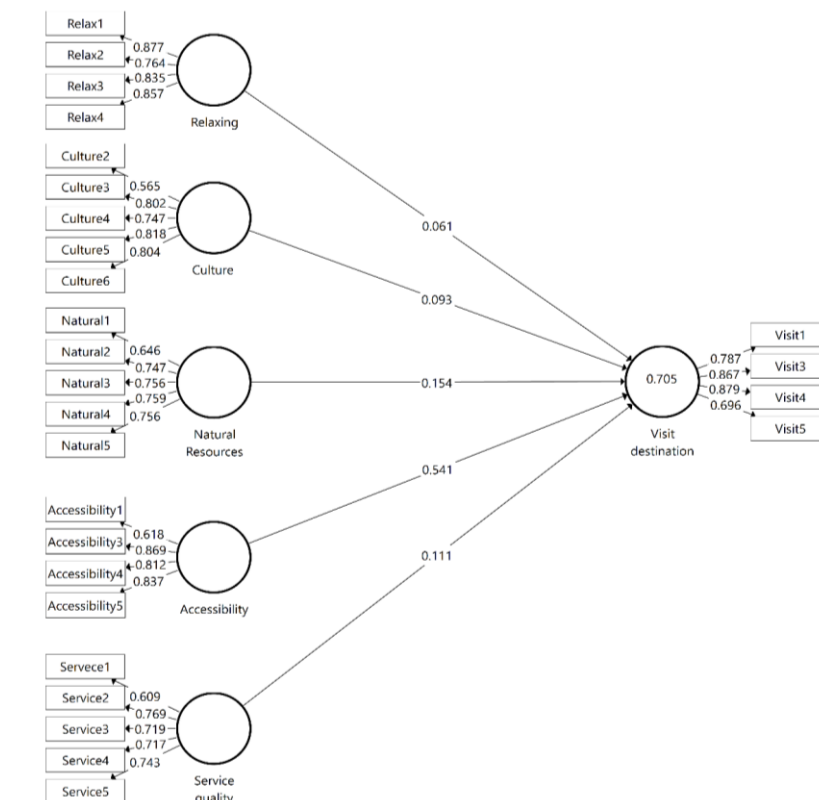 Relax1
0.877
Relax2
0.764
0.835
Relax3
0.857
Relax4
Relaxing
Culture2
Culture3
0.565
0.802
Culture4
0.747
0.818
Culture5
0.804
Culture6
Culture
Natural1
Natural2
0.646
0.747
Natural3
0.756
0.759
Natural4
0.756
Natural5
Natural
Resources
Accessibility1
0.618
Accessibility3
0.869
0.812
Accessibility4
0.837
Accessibility5
Accessibility
Servece1
Service2
0.609
0.769
Service3
0.719
0.717
Service4
0.743
Service5
Service
quality
0.061
0.093
0.154
0.541
0.111
0.705
Visit
destination
Visit1
0.787
Visit3
0.867
0.879
Visit4
0.696
Visit5